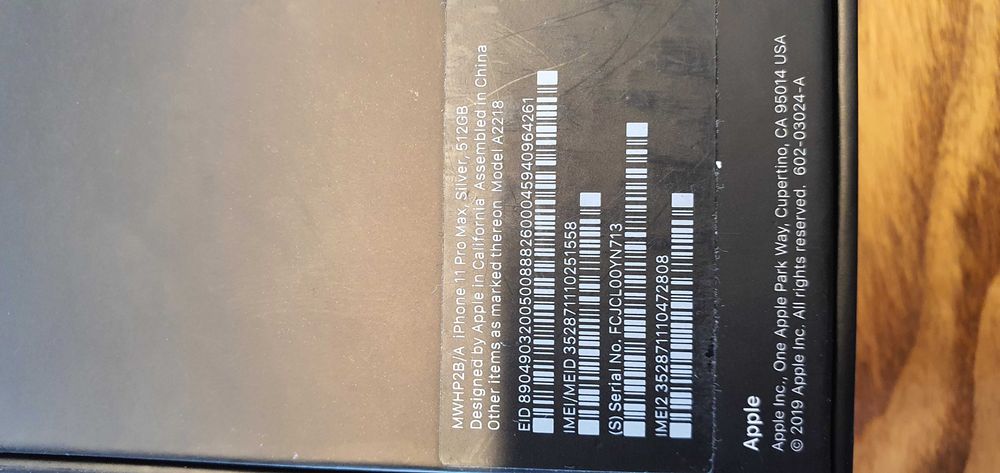 MWHP2B/A iPhone 11 Pro Max, Silver, 512GB
Designed by Apple in California Assembled in China
Other items as marked thereon Model A2218
EID 89049032005008882600045940964261
IMEI/MEID 352871110251558
(S) Serial No. FCJCL00YN713
IMEI2 352871110472808
Apple
Apple Inc., One Apple Park Way, Cupertino, CA 95014 USA
© 2019 Apple Inc. All rights reserved. 602-03024-A